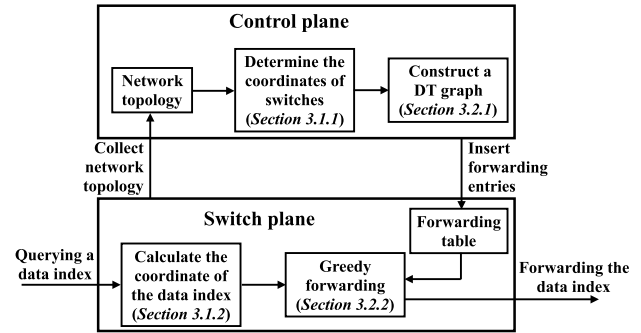 Control plane
Network
topology
Determine the
coordinates of
switches
(Section 3.1.1)
Construct a
DT graph
(Section 3.2.1)
Collect
network
topology
Insert
forwarding
entries
Switch plane
Forwarding
table
Querying a
data index
Calculate the
coordinate of
the data index
(Section 3.1.2)
Greedy
forwarding
(Section 3.2.2)
Forwarding the
data index